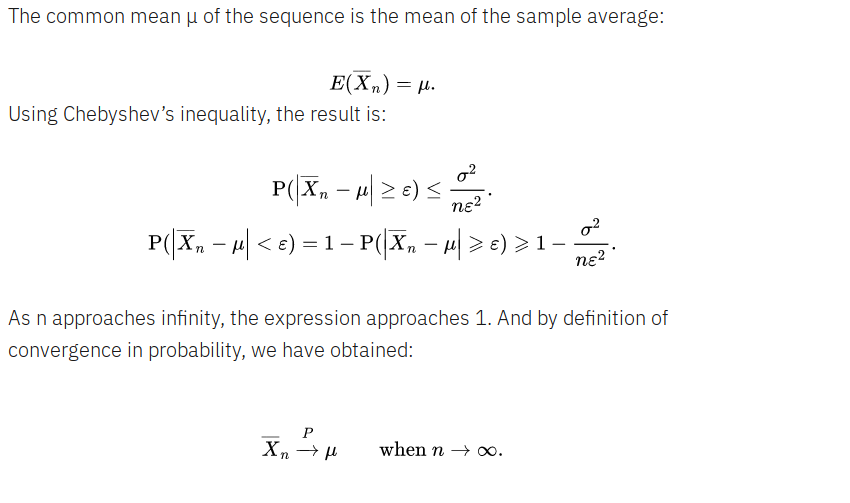 The common mean μ of the sequence is the mean of the sample average:
E(X̅ₙ) = μ.
Using Chebyshev's inequality, the result is:
P(|X̅ₙ − μ| ≥ ε) ≤ σ²/nε².
P(|X̅ₙ − μ| < ε) = 1 − P(|X̅ₙ − μ| ⩾ ε) ⩾ 1 − σ²/nε².
As n approaches infinity, the expression approaches 1. And by definition of
convergence in probability, we have obtained:
X̅ₙ →ᴾ μ when n → ∞.